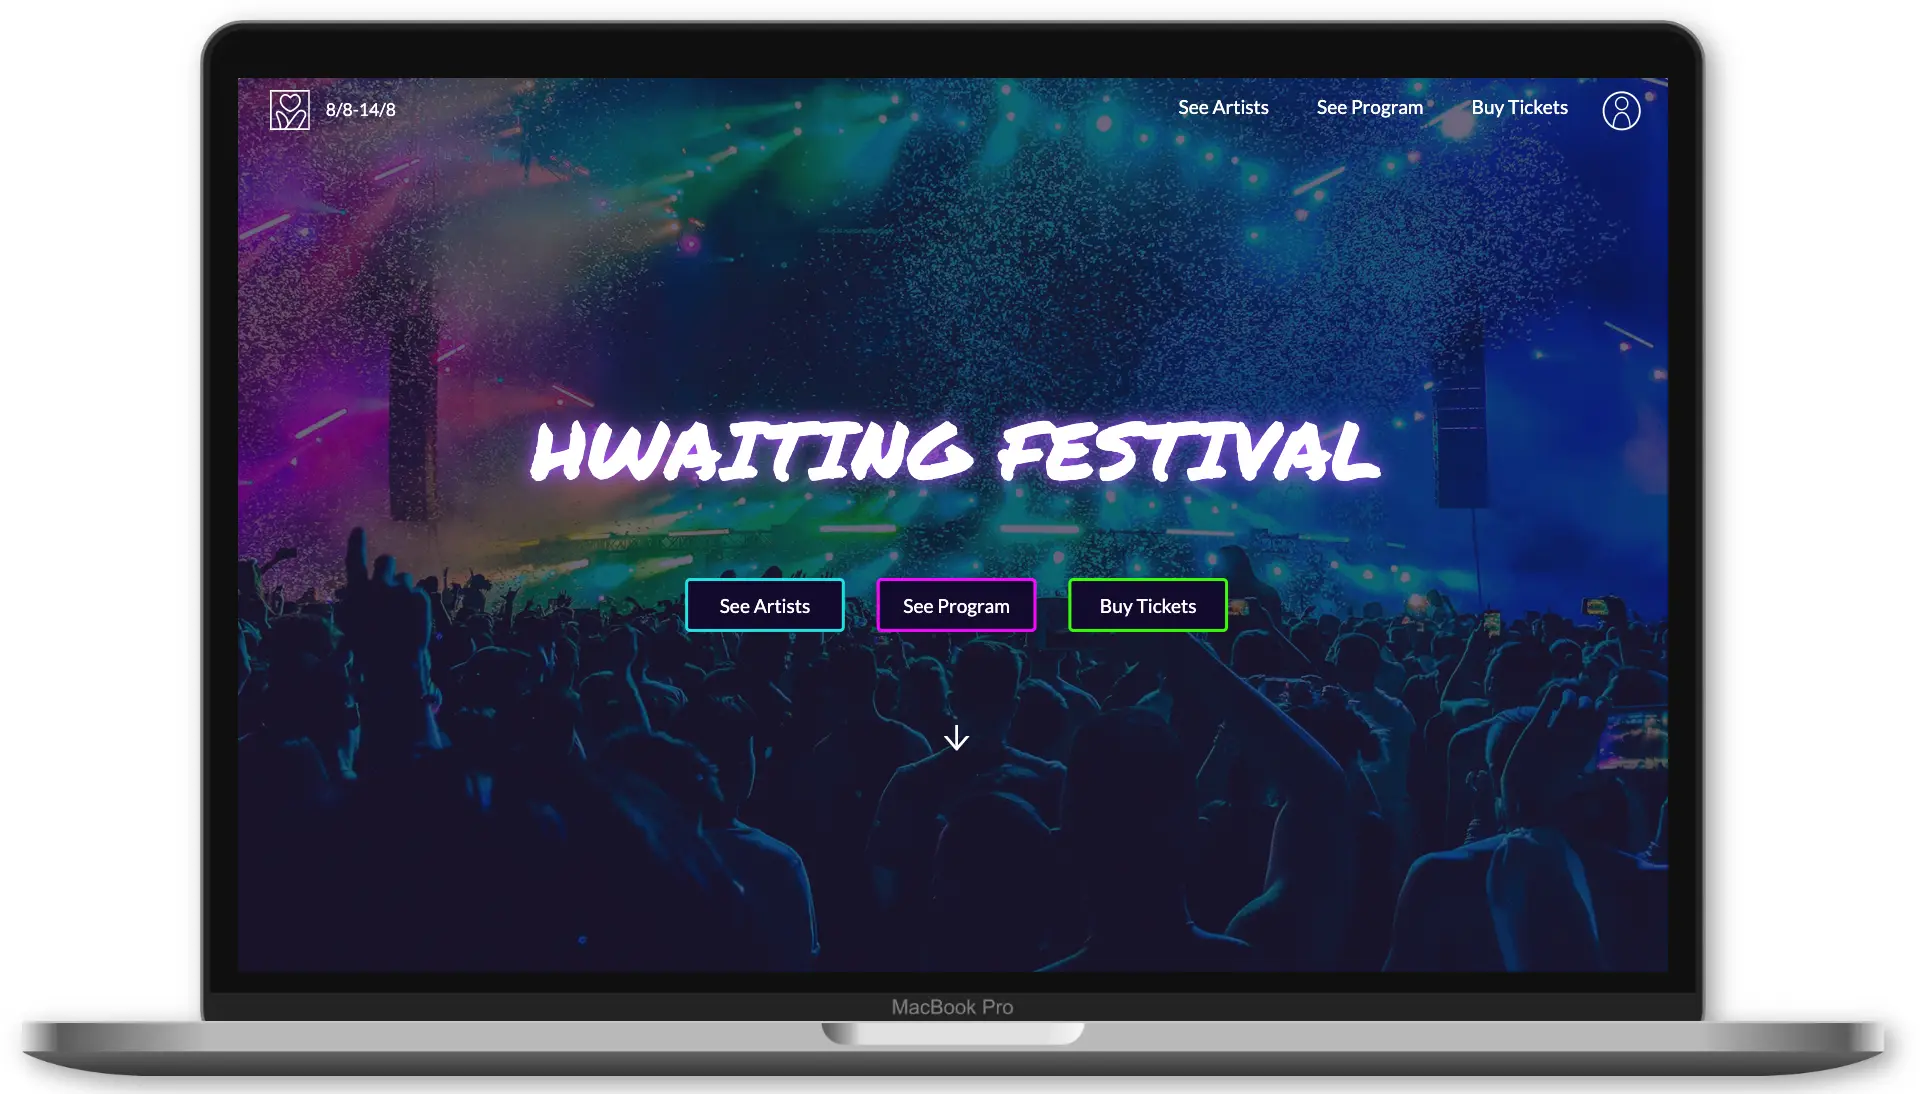 8/8-14/8
See Artists See Program Buy Tickets
HWAITING FESTIVAL
See Artists See Program Buy Tickets
MacBook Pro